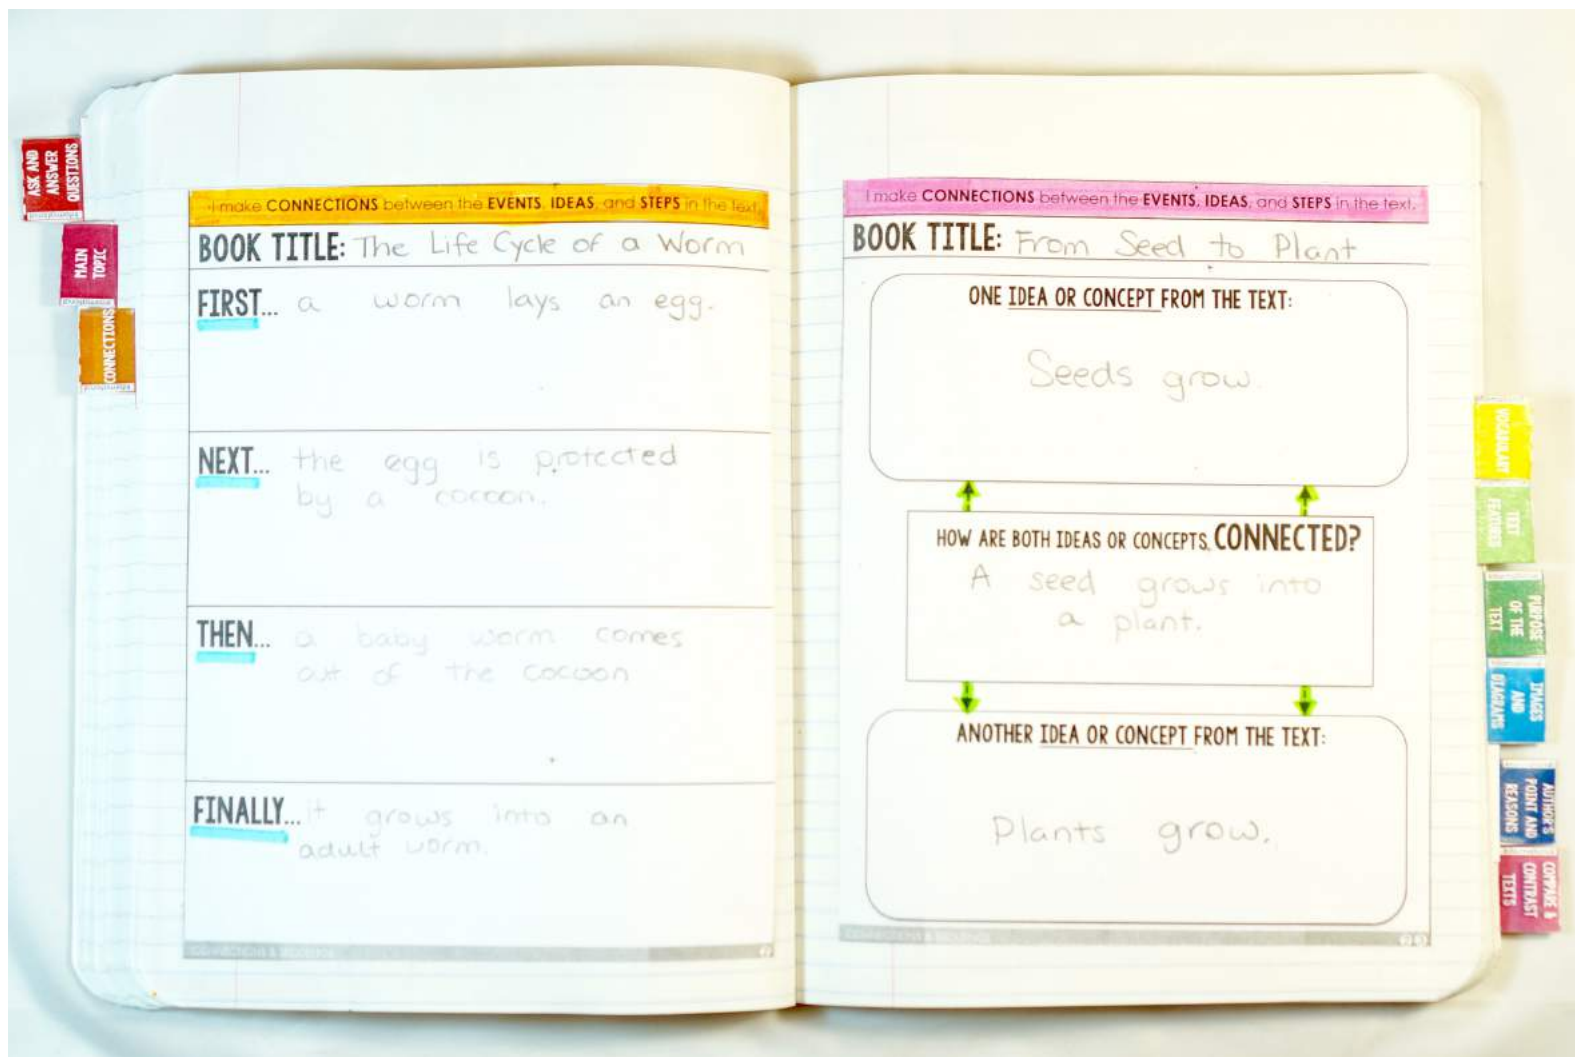 ASK AND
ANSWER
QUESTIONS
MAIN
TOPIC
CONNECTIONS
I make CONNECTIONS between the EVENTS, IDEAS, and STEPS in the text.
BOOK TITLE: The Life Cycle of a Worm
FIRST... a worm lays an egg.
NEXT... the egg is protected
by a cocoon.
THEN... a baby worm comes
out of the cocoon
FINALLY... it grows into an
adult worm.
I make CONNECTIONS between the EVENTS, IDEAS, and STEPS in the text.
BOOK TITLE: From Seed to Plant
ONE IDEA OR CONCEPT FROM THE TEXT:
Seeds grow.
HOW ARE BOTH IDEAS OR CONCEPTS CONNECTED?
A seed grows into
a plant.
ANOTHER IDEA OR CONCEPT FROM THE TEXT:
Plants grow.
VOCABULARY
TEXT
FEATURES
PURPOSE
OF THE
TEXT
IMAGES
AND
DIAGRAMS
AUTHOR'S
POINT AND
REASONS
COMPARE &
CONTRAST
TEXTS